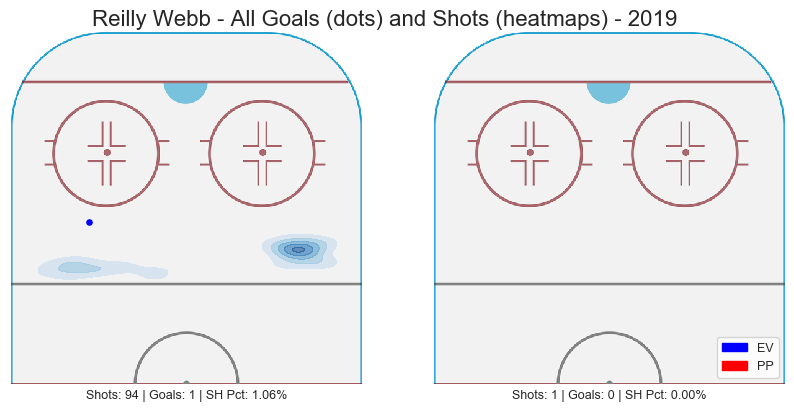 Reilly Webb - All Goals (dots) and Shots (heatmaps) - 2019
EV
PP
Shots: 94 | Goals: 1 | SH Pct: 1.06%
Shots: 1 | Goals: 0 | SH Pct: 0.00%